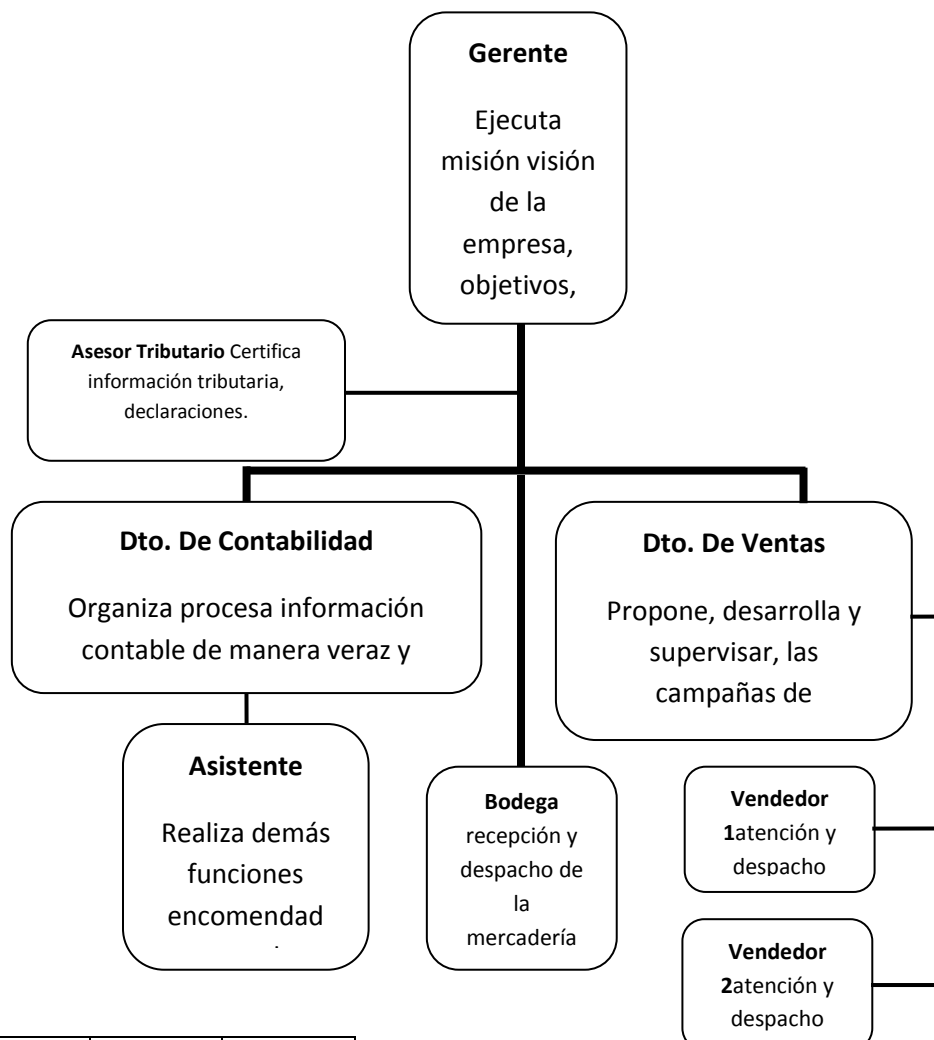 Gerente
Ejecuta
misión visión
de la
empresa,
objetivos,
Asesor Tributario Certifica
información tributaria,
declaraciones.
Dto. De Contabilidad
Organiza procesa información
contable de manera veraz y
Dto. De Ventas
Propone, desarrolla y
supervisar, las
campañas de
Asistente
Realiza demás
funciones
encomendad
Bodega
recepción y
despacho de
la
mercadería
Vendedor
1atención y
despacho
Vendedor
2atención y
despacho